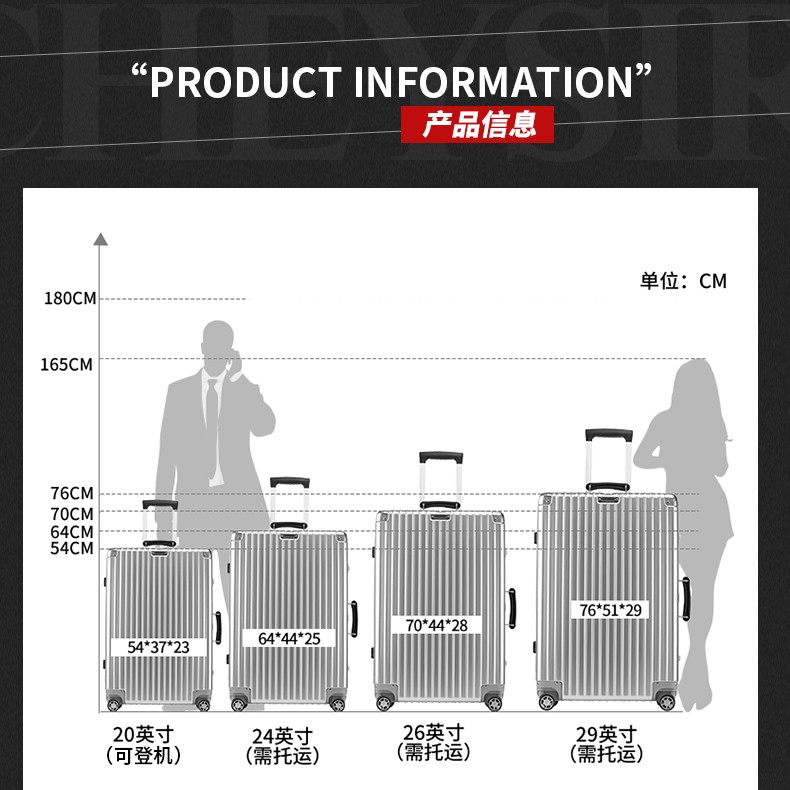 CHEYSIR
“PRODUCT INFORMATION”
产品信息
单位：CM
180CM
165CM
76CM
70CM
64CM
54CM
54*37*23
64*44*25
70*44*28
76*51*29
20英寸
（可登机）
24英寸
（需托运）
26英寸
（需托运）
29英寸
（需托运）